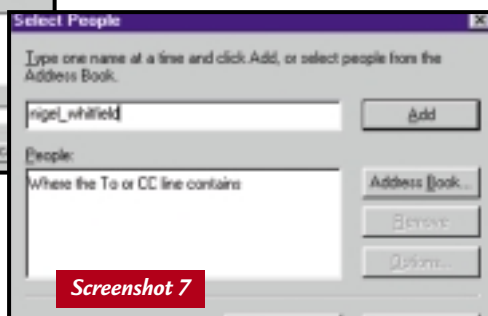 Select People
Type one name at a time and click Add, or select people from the
Address Book.
nigel_whitfield
Add
People:
Where the To or CC line contains
Address Book...
Remove
Options...
Screenshot 7